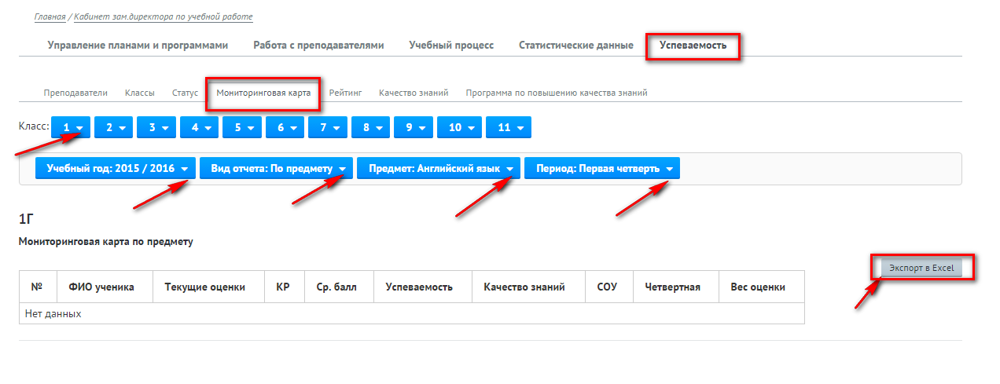 Главная / Кабинет зам.директора по учебной работе
Управление планами и программами Работа с преподавателями Учебный процесс Статистические данные Успеваемость
Преподаватели Классы Статус Мониторинговая карта Рейтинг Качество знаний Программа по повышению качества знаний
Класс: 1 2 3 4 5 6 7 8 9 10 11
Учебный год: 2015 / 2016 Вид отчета: По предмету Предмет: Английский язык Период: Первая четверть
1Г
Мониторинговая карта по предмету
Экспорт в Excel
№ ФИО ученика Текущие оценки КР Ср. балл Успеваемость Качество знаний СОУ Четвертная Вес оценки
Нет данных